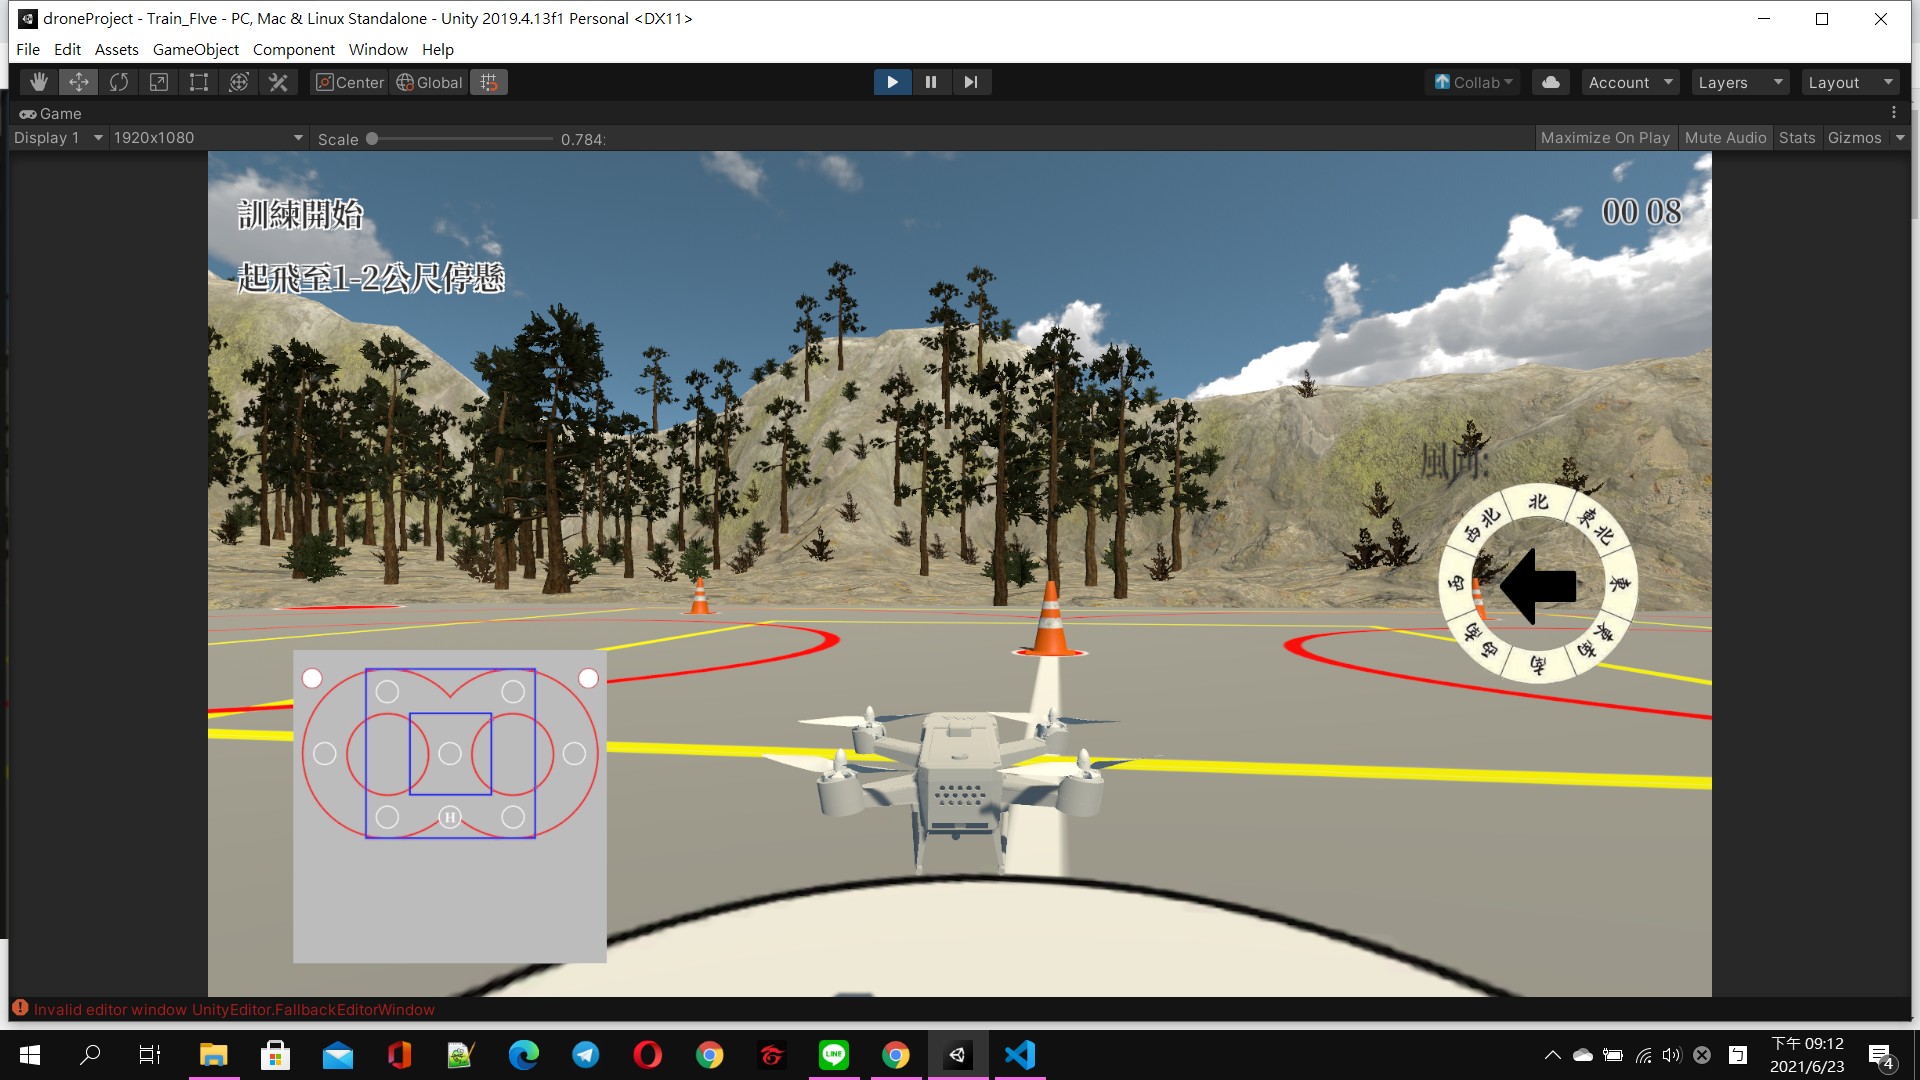 droneProject - Train_FIve - PC, Mac & Linux Standalone - Unity 2019.4.13f1 Personal <DX11>
File Edit Assets GameObject Component Window Help
Center Global Collab Account Layers Layout
Game
Display 1 1920x1080 Scale 0.784: Maximize On Play Mute Audio Stats Gizmos
訓練開始
00 08
起飛至1-2公尺停懸
風向:
北
西北
東北
西
東
西南
東南
南
H
Invalid editor window UnityEditor.FallbackEditorWindow
LINE
下午 09:12
2021/6/23
4